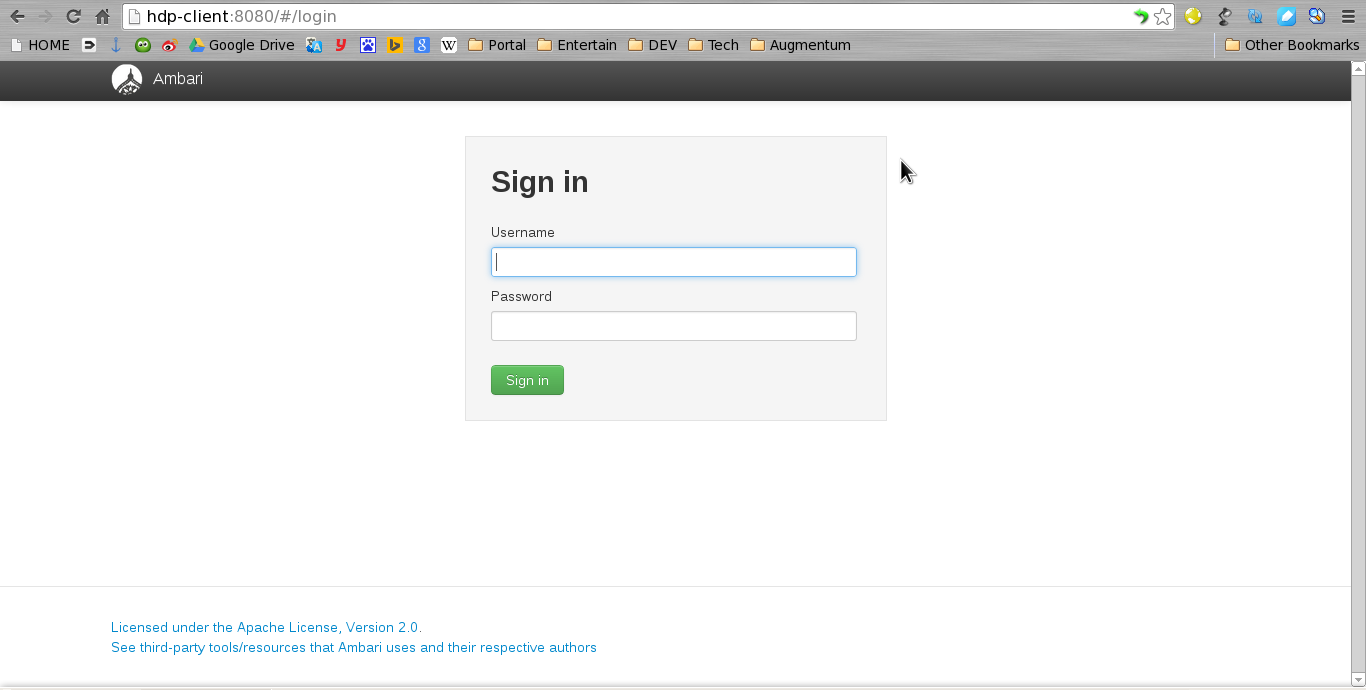 hdp-client:8080/#/login
HOME Google Drive Portal Entertain DEV Tech Augmentum Other Bookmarks
Ambari
Sign in
Username
Password
Sign in
Licensed under the Apache License, Version 2.0.
See third-party tools/resources that Ambari uses and their respective authors